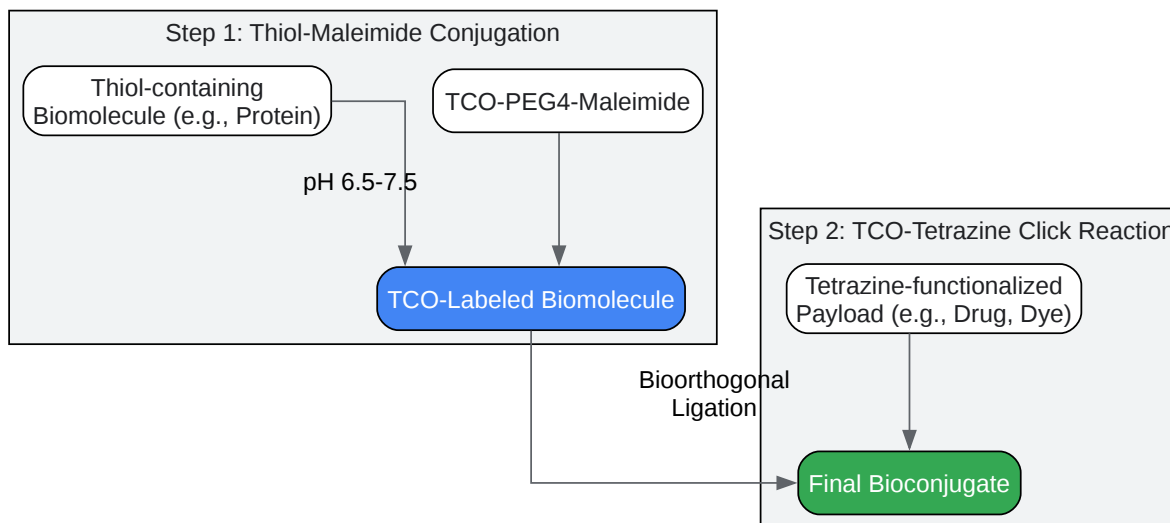 Step 1: Thiol-Maleimide Conjugation
Thiol-containing
Biomolecule (e.g., Protein)
TCO-PEG4-Maleimide
pH 6.5-7.5
TCO-Labeled Biomolecule
Step 2: TCO-Tetrazine Click Reaction
Tetrazine-functionalized
Payload (e.g., Drug, Dye)
Bioorthogonal
Ligation
Final Bioconjugate